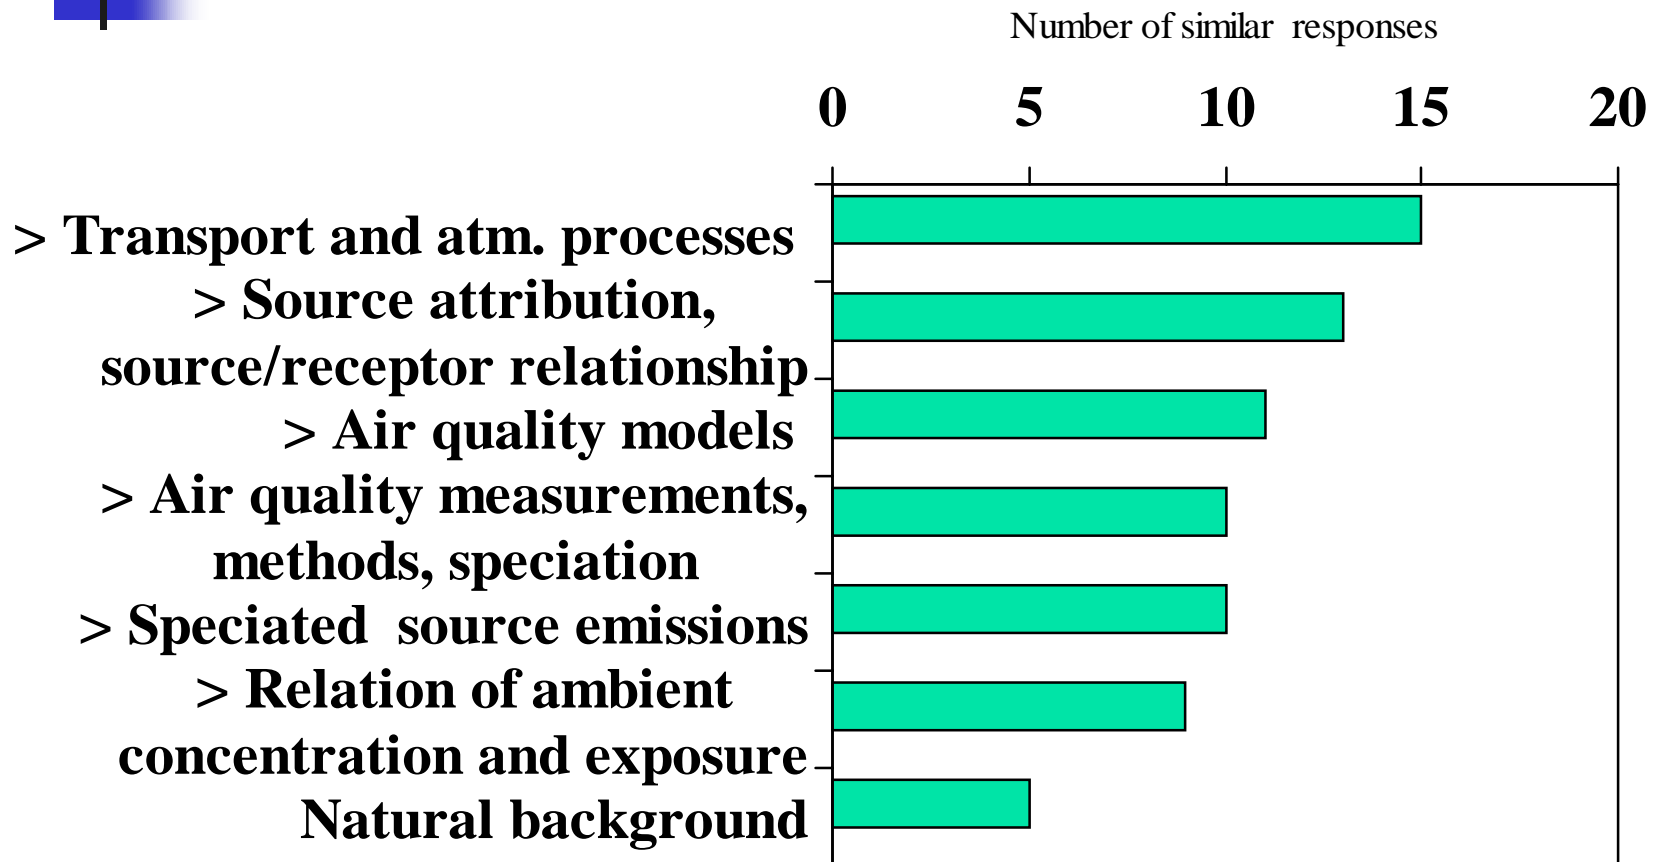 Number of similar responses
0 5 10 15 20
> Transport and atm. processes
> Source attribution,
source/receptor relationship
> Air quality models
> Air quality measurements,
methods, speciation
> Speciated source emissions
> Relation of ambient
concentration and exposure
Natural background